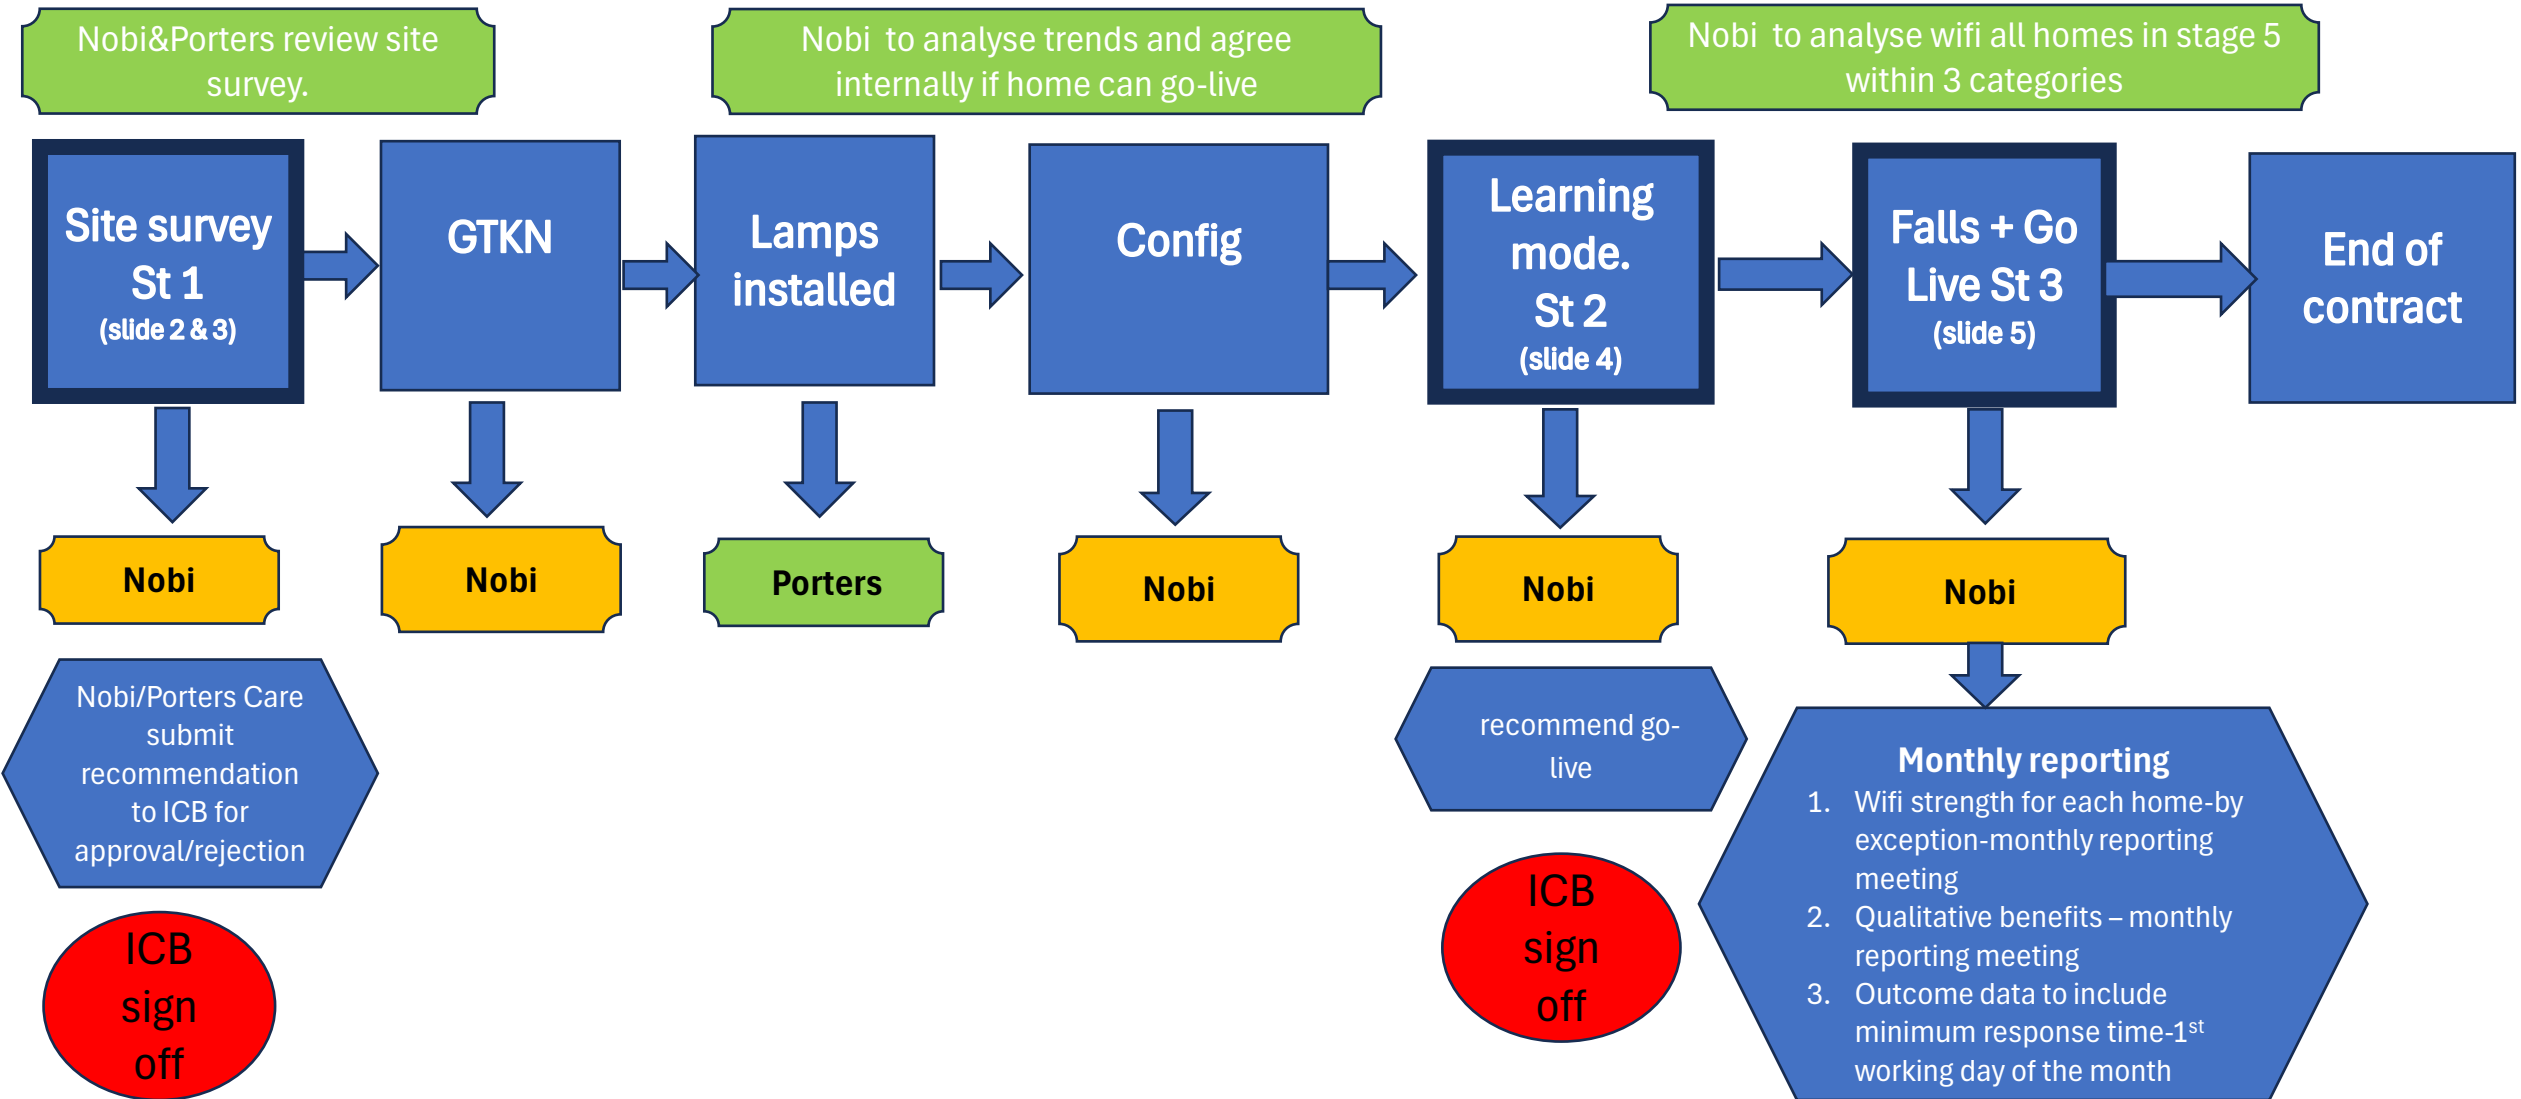 Nobi&Porters review site
survey.
Nobi  to analyse trends and agree
internally if home can go-live
Nobi  to analyse wifi all homes in stage 5
within 3 categories
Site survey
St 1
(slide 2 & 3)
GTKN
Lamps
installed
Config
Learning
mode.
St 2
(slide 4)
Falls + Go
Live St 3
(slide 5)
End of
contract
Nobi
Nobi
Porters
Nobi
Nobi
Nobi
Nobi/Porters Care
submit
recommendation
to ICB for
approval/rejection
recommend go-
live
Monthly reporting
1. Wifi strength for each home-by
exception-monthly reporting
meeting
2. Qualitative benefits – monthly
reporting meeting
3. Outcome data to include
minimum response time-1st
working day of the month
ICB
sign
off
ICB
sign
off